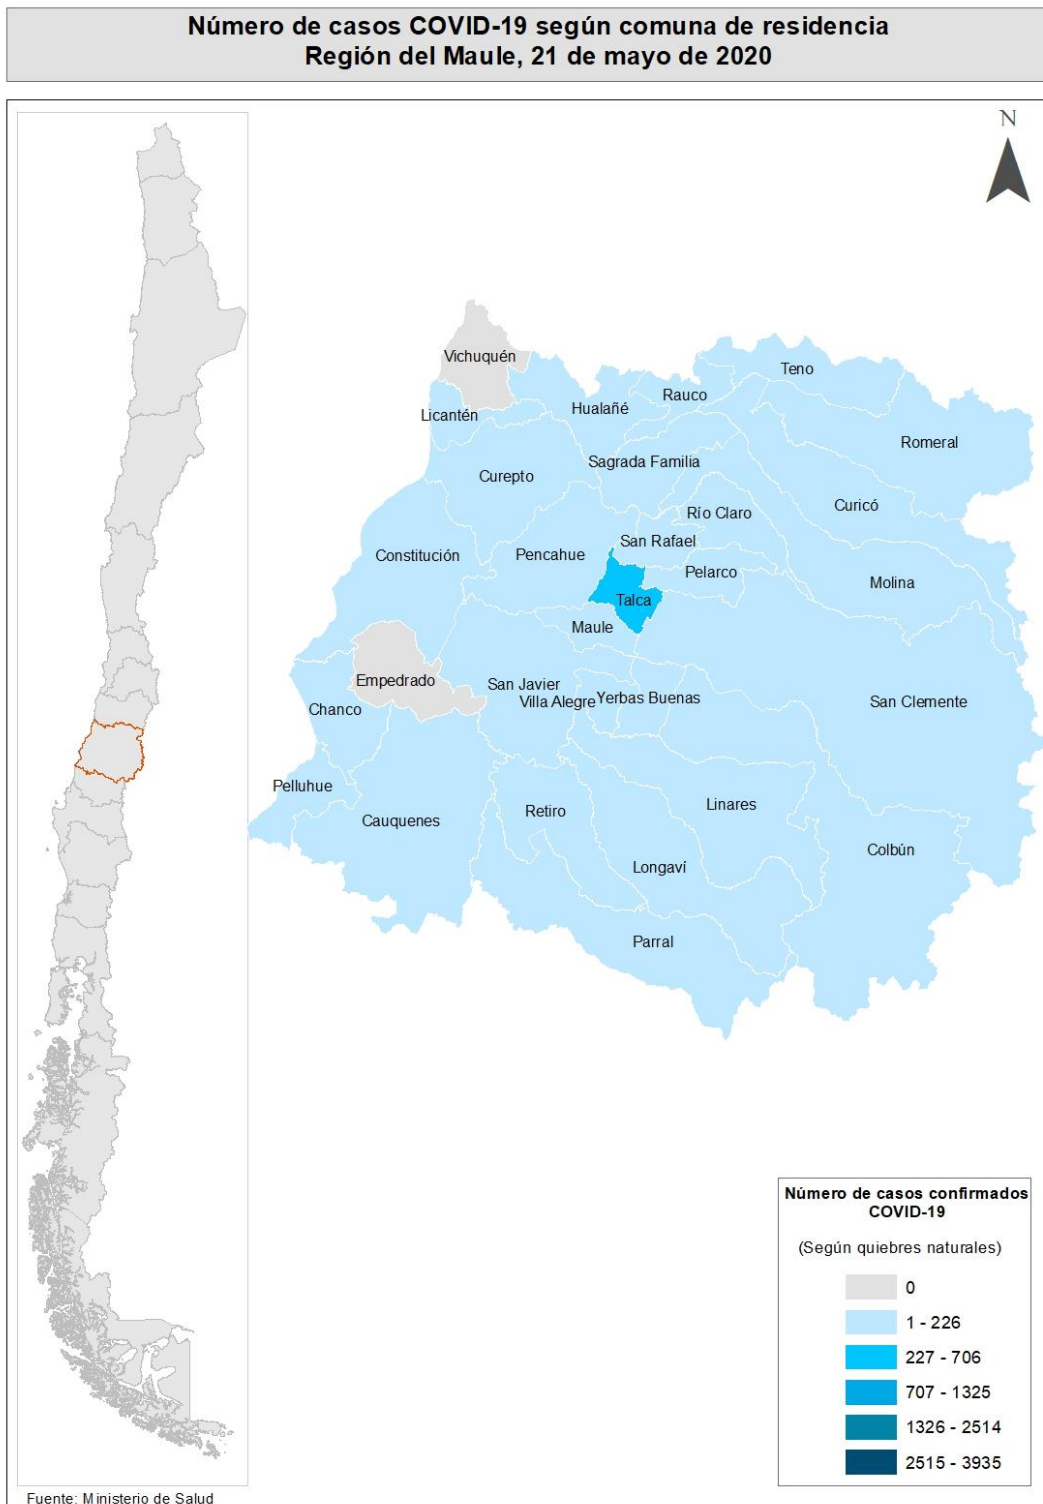 Número de casos COVID-19 según comuna de residencia
Región del Maule, 21 de mayo de 2020
N
Vichuquén
Teno
Rauco
Hualañé
Licantén
Romeral
Sagrada Familia
Curepto
Curicó
Río Claro
San Rafael
Constitución
Pencahue
Pelarco
Molina
Talca
Maule
Empedrado
San Javier
Villa Alegre
Yerbas Buenas
San Clemente
Chanco
Pelluhue
Linares
Retiro
Cauquenes
Colbún
Longaví
Parral
Número de casos confirmados
COVID-19
(Según quiebres naturales)
0
1 - 226
227 - 706
707 - 1325
1326 - 2514
2515 - 3935
Fuente: Ministerio de Salud